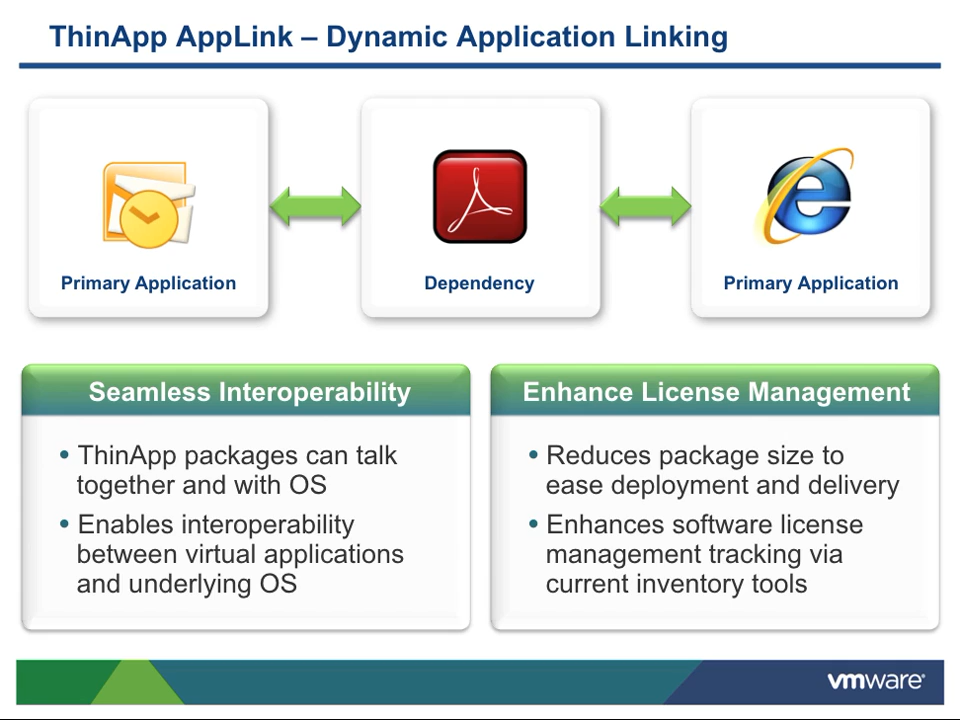 ThinApp AppLink – Dynamic Application Linking
Primary Application
Dependency
Primary Application
Seamless Interoperability
• ThinApp packages can talk
together and with OS
• Enables interoperability
between virtual applications
and underlying OS
Enhance License Management
• Reduces package size to
ease deployment and delivery
• Enhances software license
management tracking via
current inventory tools
vmware®